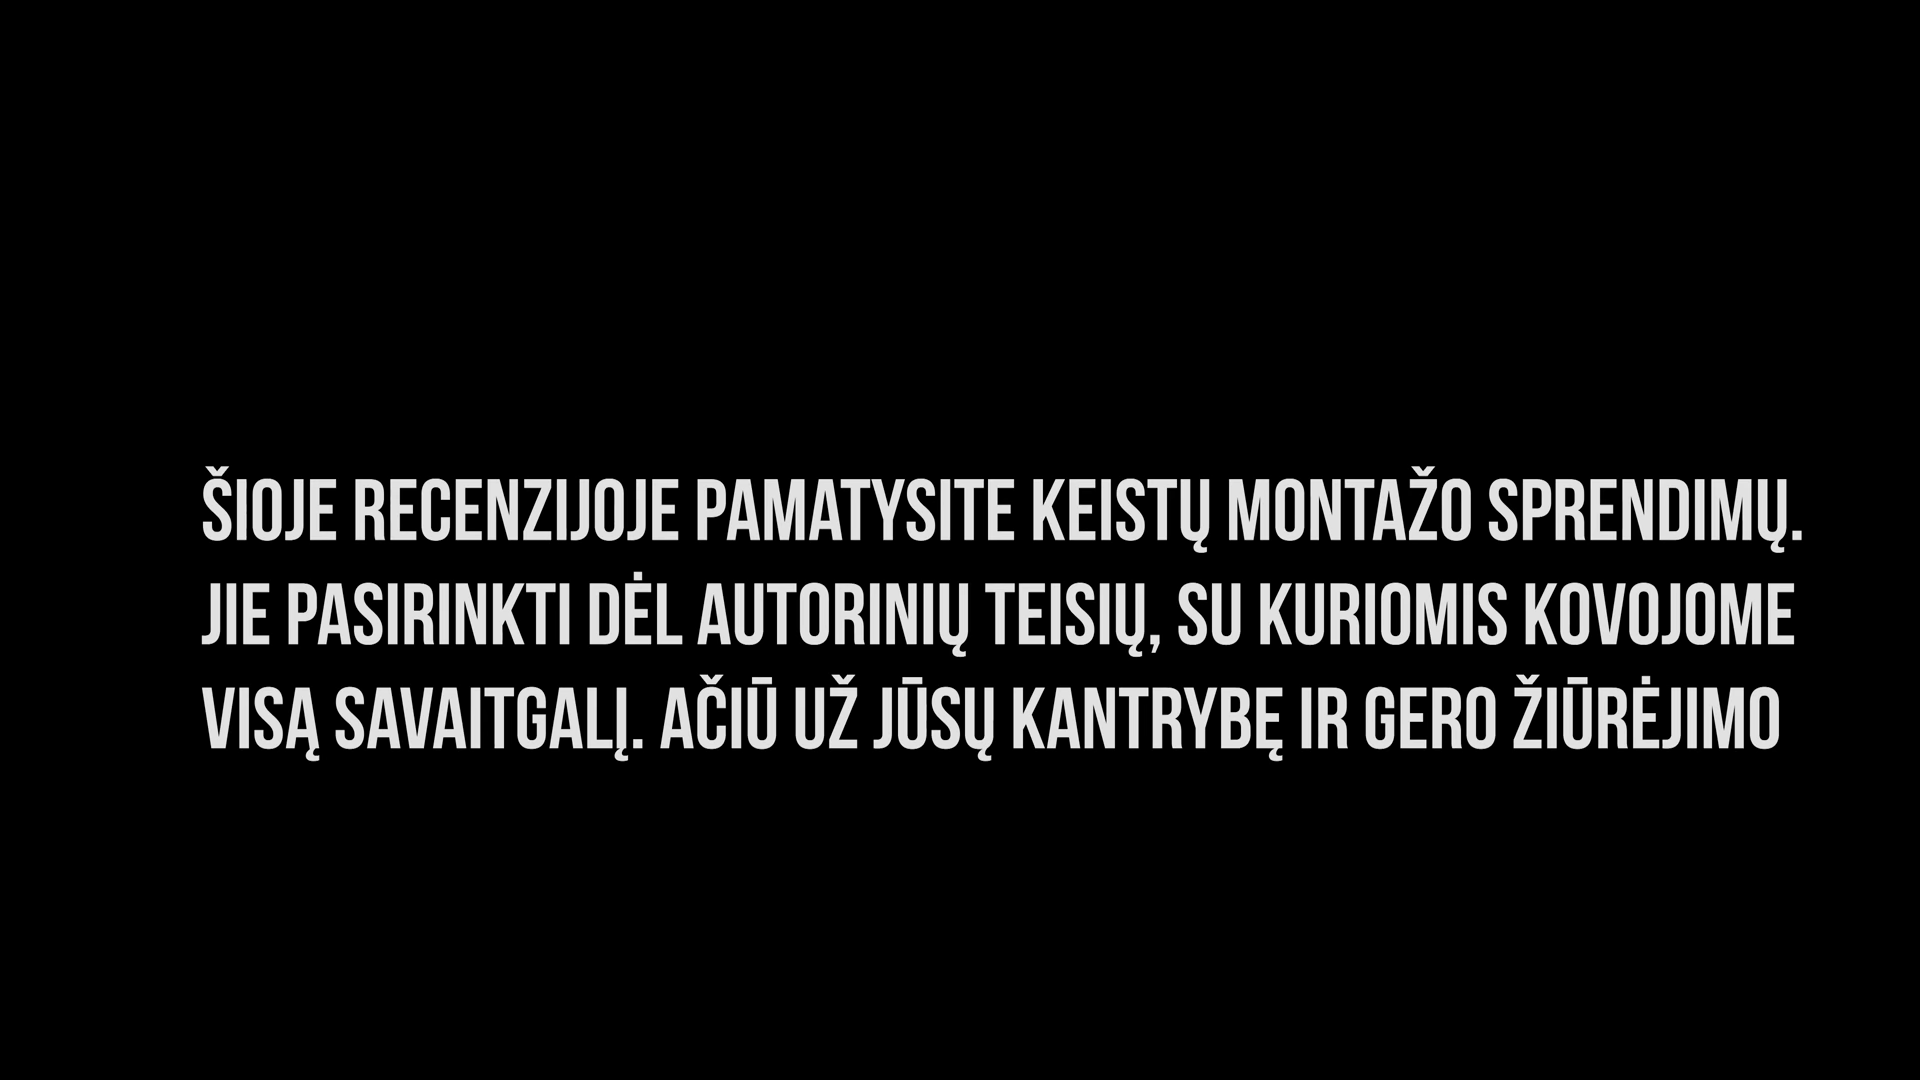 ŠIOJE RECENZIJOJE PAMATYSITE KEISTŲ MONTAŽO SPRENDIMŲ.
JIE PASIRINKTI DĖL AUTORINIŲ TEISIŲ, SU KURIOMIS KOVOJOME
VISĄ SAVAITGALĮ. AČIŪ UŽ JŪSŲ KANTRYBĘ IR GERO ŽIŪRĖJIMO